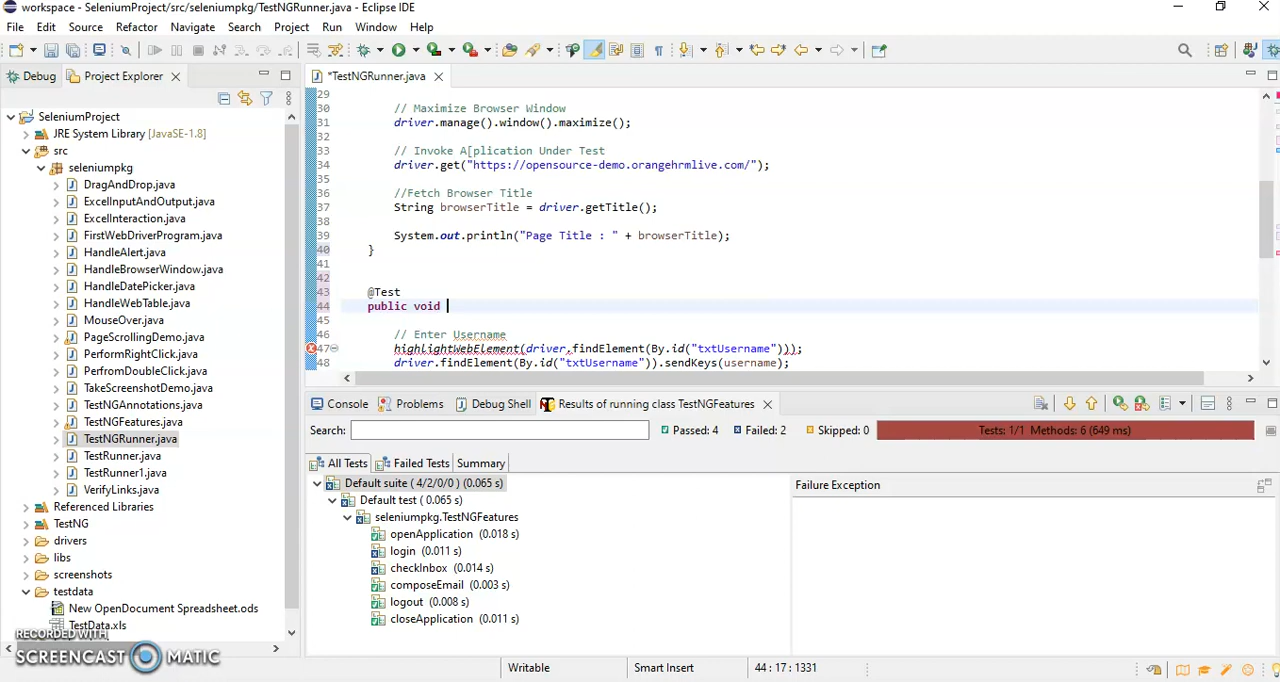 workspace - SeleniumProject/src/seleniumpkg/TestNGRunner.java - Eclipse IDE
File Edit Source Refactor Navigate Search Project Run Window Help
Debug Project Explorer
*TestNGRunner.java
SeleniumProject
JRE System Library [JavaSE-1.8]
src
seleniumpkg
DragAndDrop.java
ExcelInputAndOutput.java
ExcelInteraction.java
FirstWebDriverProgram.java
HandleAlert.java
HandleBrowserWindow.java
HandleDatePicker.java
HandleWebTable.java
MouseOver.java
PageScrollingDemo.java
PerformRightClick.java
PerfromDoubleClick.java
TakeScreenshotDemo.java
TestNGAnnotations.java
TestNGFeatures.java
TestNGRunner.java
TestRunner.java
TestRunner1.java
VerifyLinks.java
Referenced Libraries
TestNG
drivers
libs
screenshots
testdata
New OpenDocument Spreadsheet.ods
TestData.xls
RECORDED WITH
SCREENCAST MATIC
29
30 // Maximize Browser Window
31 driver.manage().window().maximize();
32
33 // Invoke A[plication Under Test
34 driver.get("https://opensource-demo.orangehrmlive.com/");
35
36 //Fetch Browser Title
37 String browserTitle = driver.getTitle();
38
39 System.out.println("Page Title : " + browserTitle);
40 }
41
42
43 @Test
44 public void
45
46 // Enter Username
47 highlightWebElement(driver.findElement(By.id("txtUsername")));
48 driver.findElement(By.id("txtUsername")).sendKeys(username);
Console Problems Debug Shell Results of running class TestNGFeatures
Search: Passed: 4 Failed: 2 Skipped: 0 Tests: 1/1 Methods: 6 (649 ms)
All Tests Failed Tests Summary
Default suite ( 4/2/0/0 ) (0.065 s)
Default test ( 0.065 s)
seleniumpkg.TestNGFeatures
openApplication (0.018 s)
login (0.011 s)
checkInbox (0.014 s)
composeEmail (0.003 s)
logout (0.008 s)
closeApplication (0.011 s)
Failure Exception
Writable Smart Insert 44 : 17 : 1331